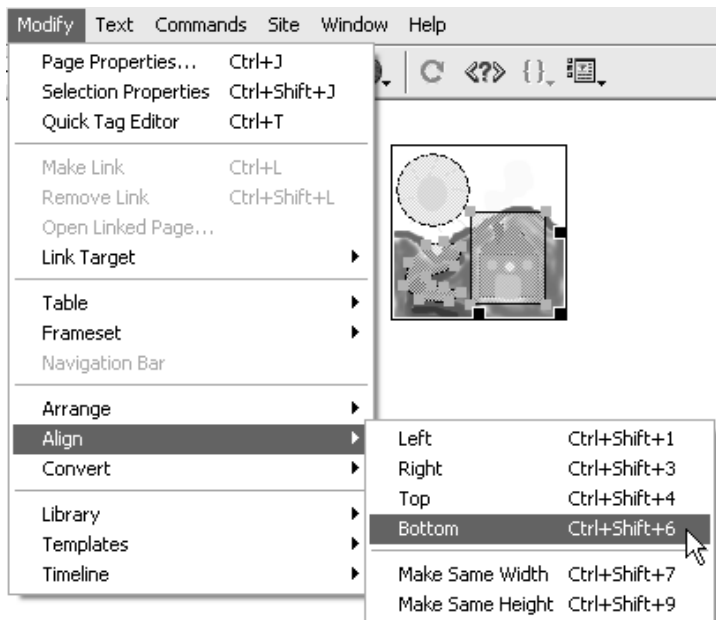 Modify Text Commands Site Window Help
Page Properties... Ctrl+J
Selection Properties Ctrl+Shift+J
Quick Tag Editor Ctrl+T
Make Link Ctrl+L
Remove Link Ctrl+Shift+L
Open Linked Page...
Link Target
Table
Frameset
Navigation Bar
Arrange
Align
Convert
Library
Templates
Timeline
Left Ctrl+Shift+1
Right Ctrl+Shift+3
Top Ctrl+Shift+4
Bottom Ctrl+Shift+6
Make Same Width Ctrl+Shift+7
Make Same Height Ctrl+Shift+9